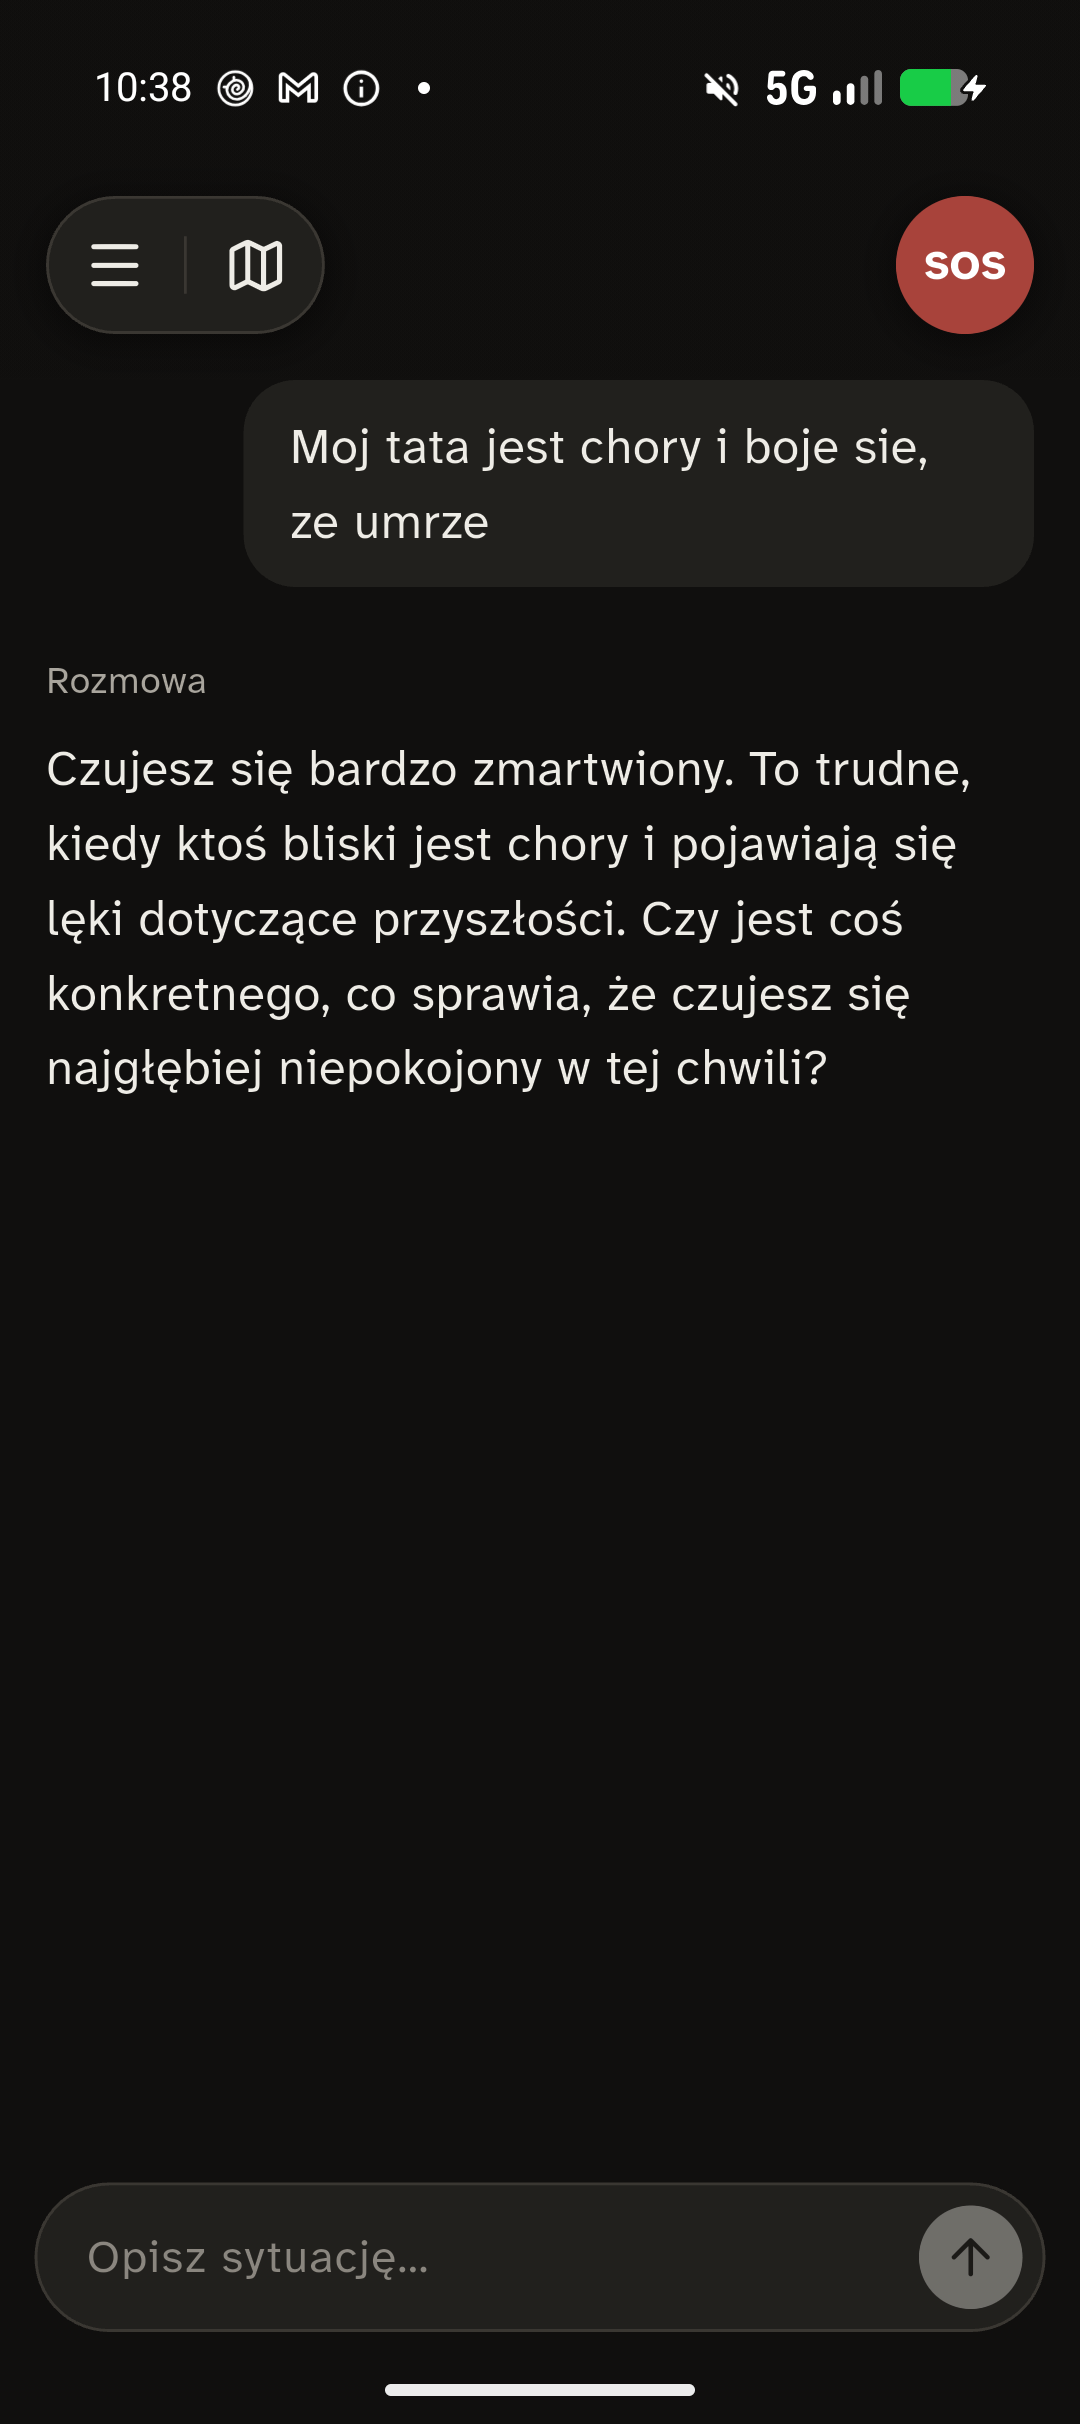 10:38
5G
SOS
Moj tata jest chory i boje sie,
ze umrze
Rozmowa
Czujesz się bardzo zmartwiony. To trudne,
kiedy ktoś bliski jest chory i pojawiają się
lęki dotyczące przyszłości. Czy jest coś
konkretnego, co sprawia, że czujesz się
najgłębiej niepokojony w tej chwili?
Opisz sytuację...